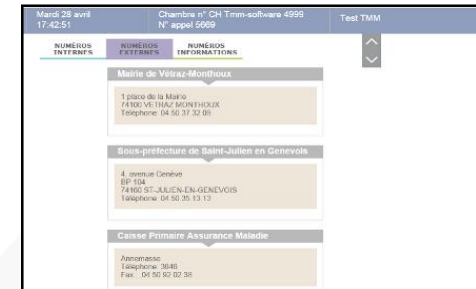 Mardi 28 avril
17:42:51
Chambre n° CH Tmm-software 4999
N° appel 5669
Test TMM
NUMÉROS INTERNES
NUMÉROS EXTERNES
NUMÉROS INFORMATIONS
Mairie de Vétraz-Monthoux
1 place de la Mairie
74100 VETRAZ MONTHOUX
Téléphone: 04 50 37 32 09
Sous-préfecture de Saint-Julien en Genevois
4, avenue Genève
BP 104
74160 ST-JULIEN-EN-GENEVOIS
Téléphone: 04 50 35 13 13
Caisse Primaire Assurance Maladie
Annemasse
Téléphone: 3646
Fax. : 04 50 92 02 38